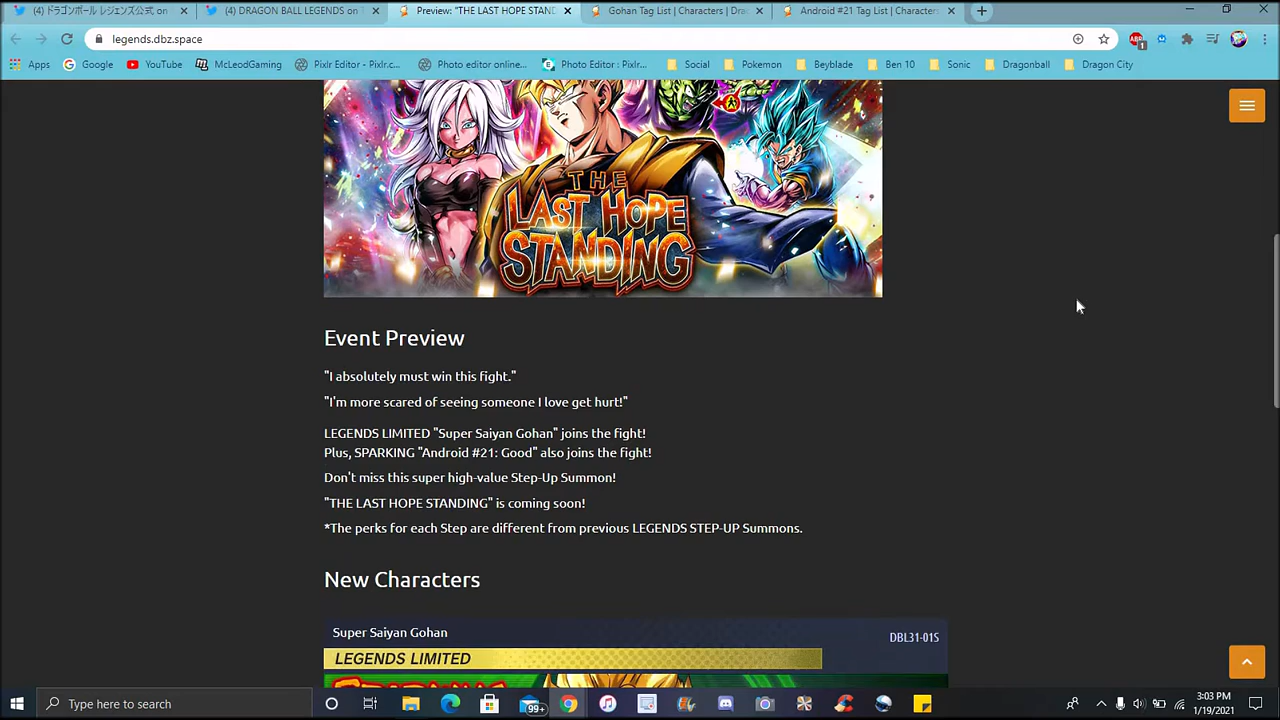 (4) ドラゴンボール レジェンズ公式 on
(4) DRAGON BALL LEGENDS on
Preview: "THE LAST HOPE STAND
Gohan Tag List | Characters | Dra
Android #21 Tag List | Characters
legends.dbz.space
ABP
1
Apps
Google
YouTube
McLeodGaming
Pixlr Editor - Pixlr.c...
Photo editor online...
Photo Editor : Pixlr...
Social
Pokemon
Beyblade
Ben 10
Sonic
Dragonball
Dragon City
THE
LAST HOPE
STANDING
Event Preview
"I absolutely must win this fight."
"I'm more scared of seeing someone I love get hurt!"
LEGENDS LIMITED "Super Saiyan Gohan" joins the fight!
Plus, SPARKING "Android #21: Good" also joins the fight!
Don't miss this super high-value Step-Up Summon!
"THE LAST HOPE STANDING" is coming soon!
*The perks for each Step are different from previous LEGENDS STEP-UP Summons.
New Characters
Super Saiyan Gohan
DBL31-01S
LEGENDS LIMITED
Type here to search
99+
3:03 PM
1/19/2021